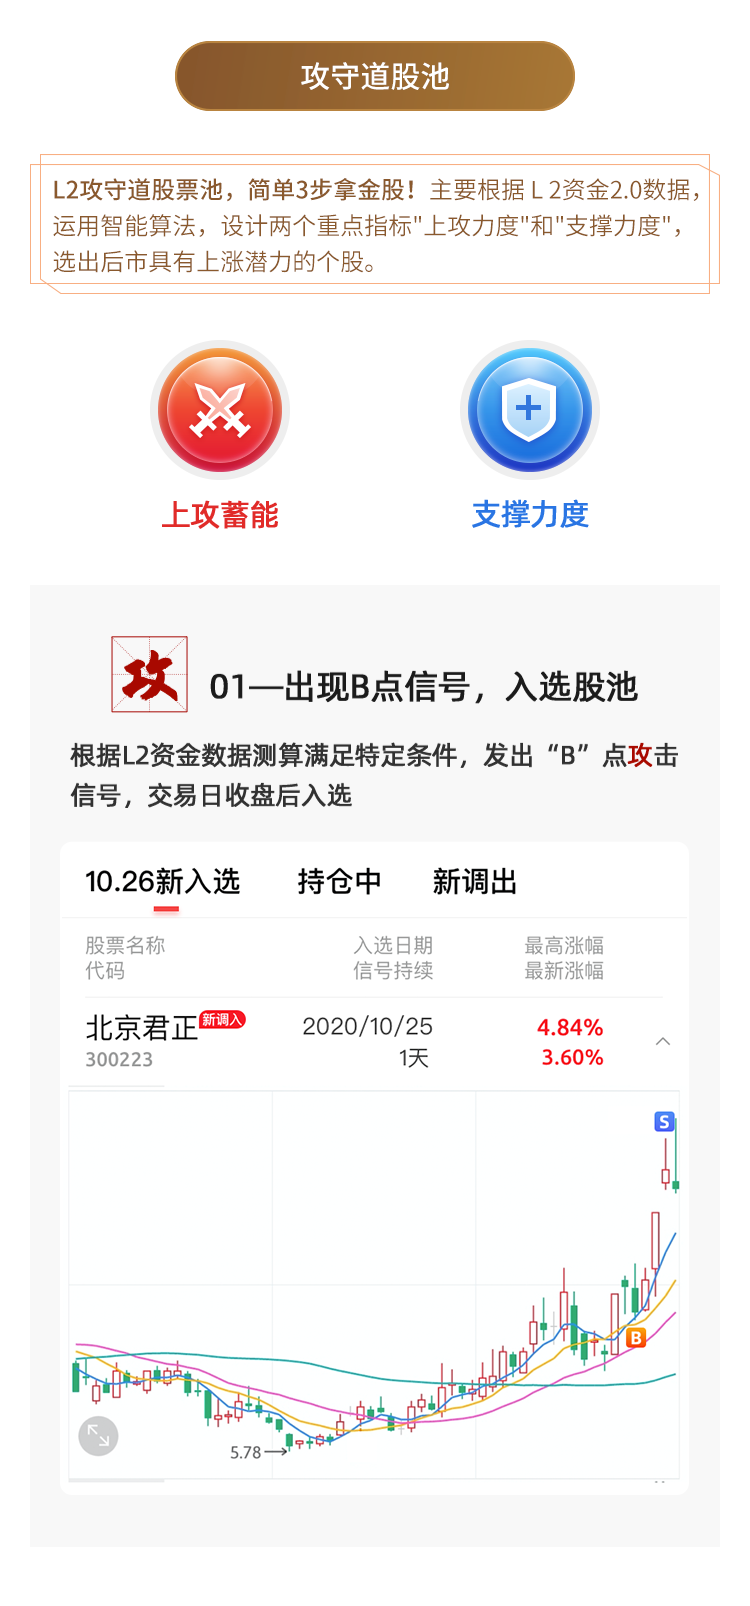 攻守道股池
L2攻守道股票池，简单3步拿金股！主要根据 L 2资金2.0数据，
运用智能算法，设计两个重点指标"上攻力度"和"支撑力度"，
选出后市具有上涨潜力的个股。
上攻蓄能
支撑力度
攻
01—出现B点信号，入选股池
根据L2资金数据测算满足特定条件，发出“B”点攻击
信号，交易日收盘后入选
10.26新入选 持仓中 新调出
股票名称 入选日期 最高涨幅
代码 信号持续 最新涨幅
北京君正 新调入 2020/10/25 4.84%
300223 1天 3.60%
S
B
5.78